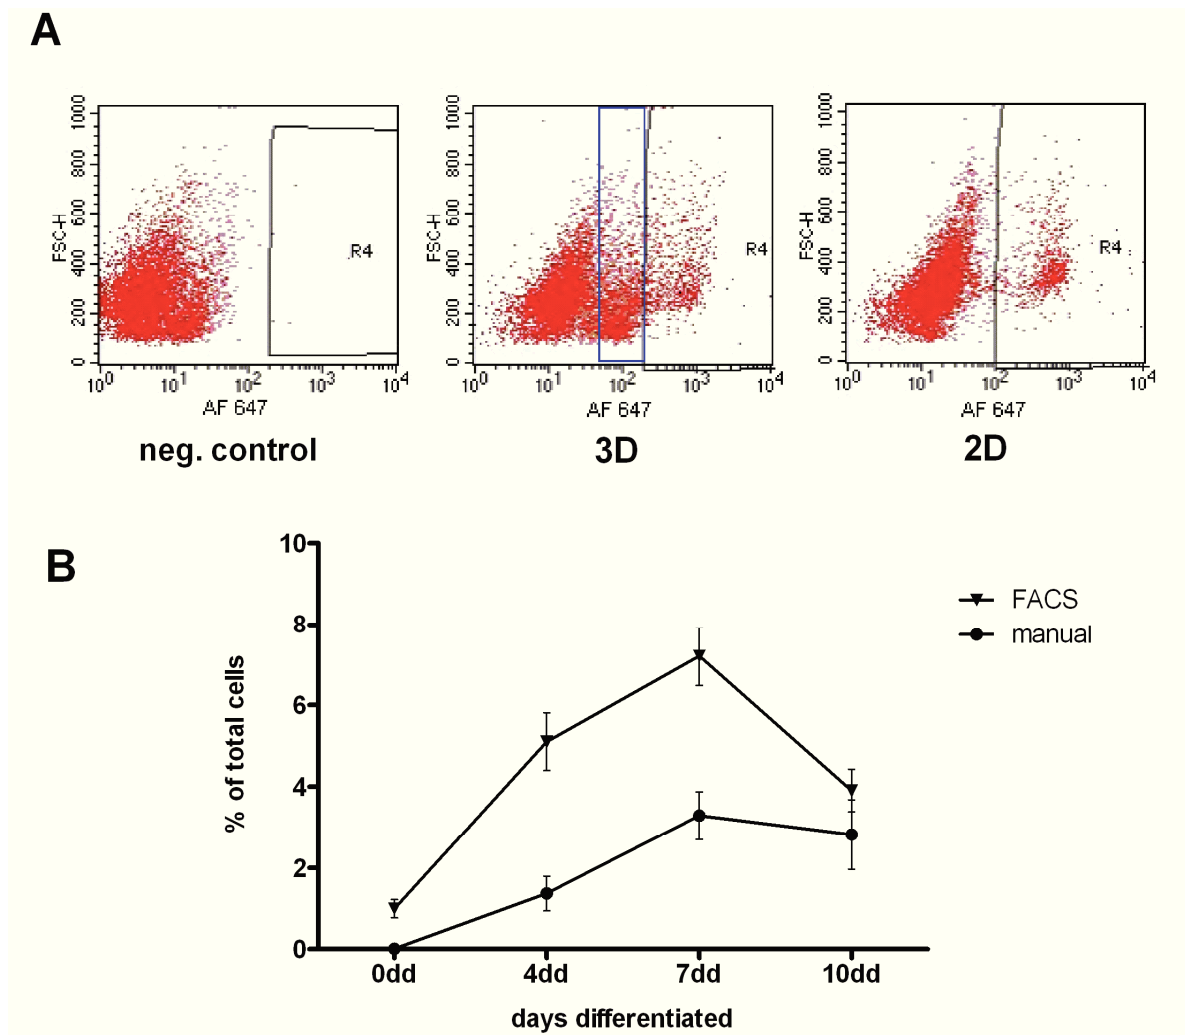 A
FSC-H
0 200 400 600 800 1000
R4
10^0 10^1 10^2 10^3 10^4
AF 647
neg. control
FSC-H
0 200 400 600 800 1000
R4
10^0 10^1 10^2 10^3 10^4
AF 647
3D
FSC-H
0 200 400 600 800 1000
R4
10^0 10^1 10^2 10^3 10^4
AF 647
2D
B
% of total cells
10
8
6
4
2
0
0dd 4dd 7dd 10dd
days differentiated
FACS
manual